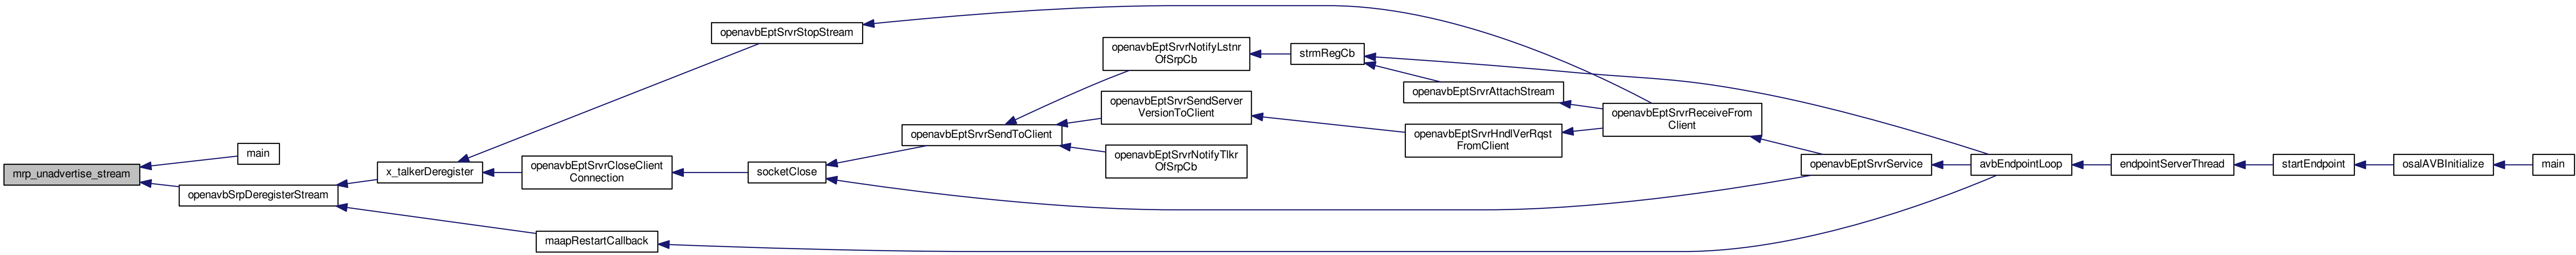 mrp_unadvertise_stream
main
openavbSrpDeregisterStream
x_talkerDeregister
openavbEptSrvrStopStream
openavbEptSrvrCloseClient
Connection
maapRestartCallback
socketClose
openavbEptSrvrSendToClient
openavbEptSrvrNotifyLstnr
OfSrpCb
openavbEptSrvrSendServer
VersionToClient
openavbEptSrvrNotifyTlkr
OfSrpCb
strmRegCb
openavbEptSrvrAttachStream
openavbEptSrvrHndlVerRqst
FromClient
openavbEptSrvrReceiveFrom
Client
openavbEptSrvrService
avbEndpointLoop
endpointServerThread
startEndpoint
osalAVBInitialize
main